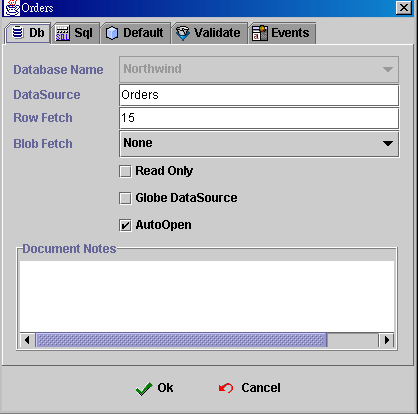 Orders
Db Sql Default Validate Events
Database Name Northwind
DataSource Orders
Row Fetch 15
Blob Fetch None
Read Only
Globe DataSource
AutoOpen
Document Notes
Ok Cancel